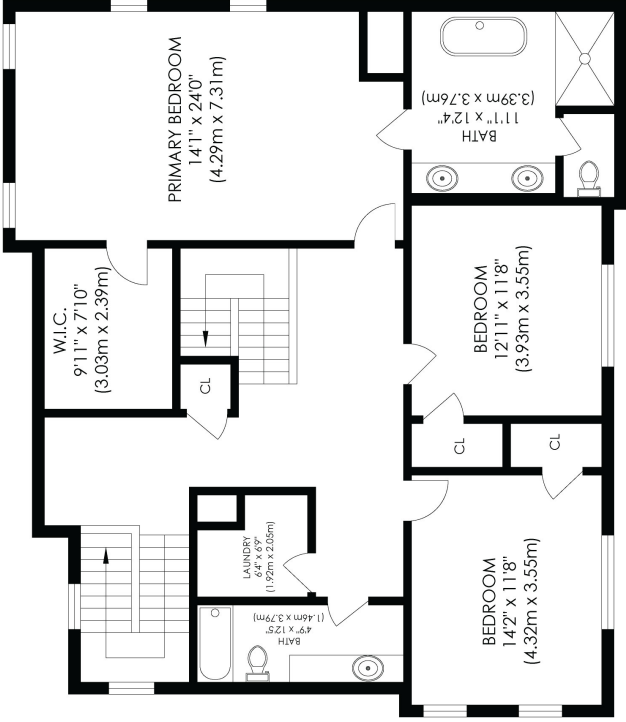 PRIMARY BEDROOM
14'1" x 24'0"
(4.29m x 7.31m)
BATH
11'1" x 12'4"
(3.39m x 3.76m)
W.I.C.
9'11" x 7'10"
(3.03m x 2.39m)
BEDROOM
12'11" x 11'8"
(3.93m x 3.55m)
CL
CL
CL
LAUNDRY
6'4" x 6'9"
(1.92m x 2.05m)
BATH
4'9" x 12'5"
(1.46m x 3.79m)
BEDROOM
14'2" x 11'8"
(4.32m x 3.55m)